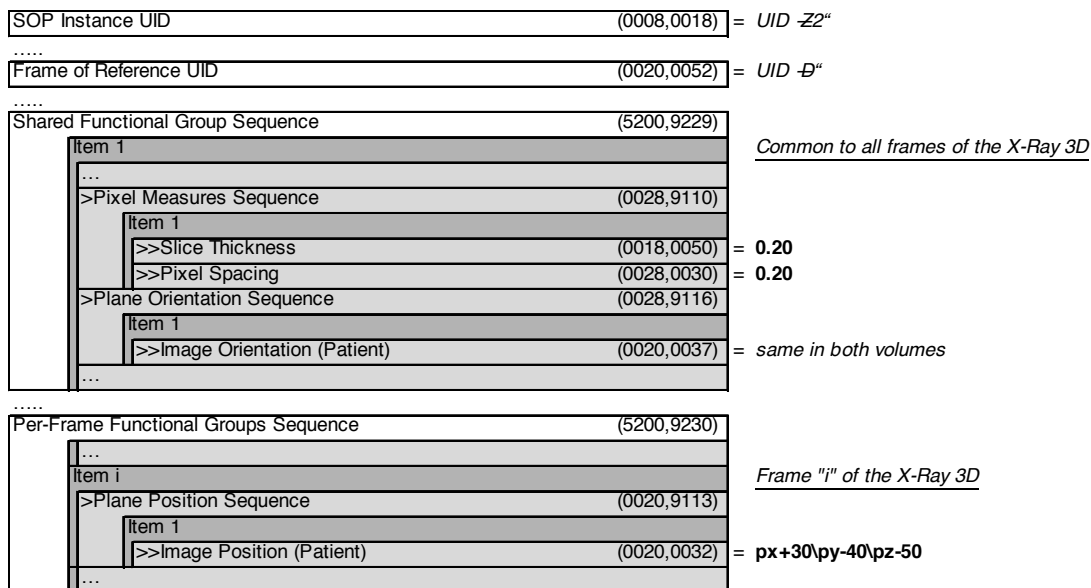 SOP Instance UID (0008,0018) = UID Z2“
.....
Frame of Reference UID (0020,0052) = UID D“
.....
Shared Functional Group Sequence (5200,9229)
Item 1 Common to all frames of the X-Ray 3D
...
>Pixel Measures Sequence (0028,9110)
Item 1
>>Slice Thickness (0018,0050) = 0.20
>>Pixel Spacing (0028,0030) = 0.20
>Plane Orientation Sequence (0028,9116)
Item 1
>>Image Orientation (Patient) (0020,0037) = same in both volumes
...
.....
Per-Frame Functional Groups Sequence (5200,9230)
...
Item i Frame "i" of the X-Ray 3D
>Plane Position Sequence (0020,9113)
Item 1
>>Image Position (Patient) (0020,0032) = px+30\py-40\pz-50
...